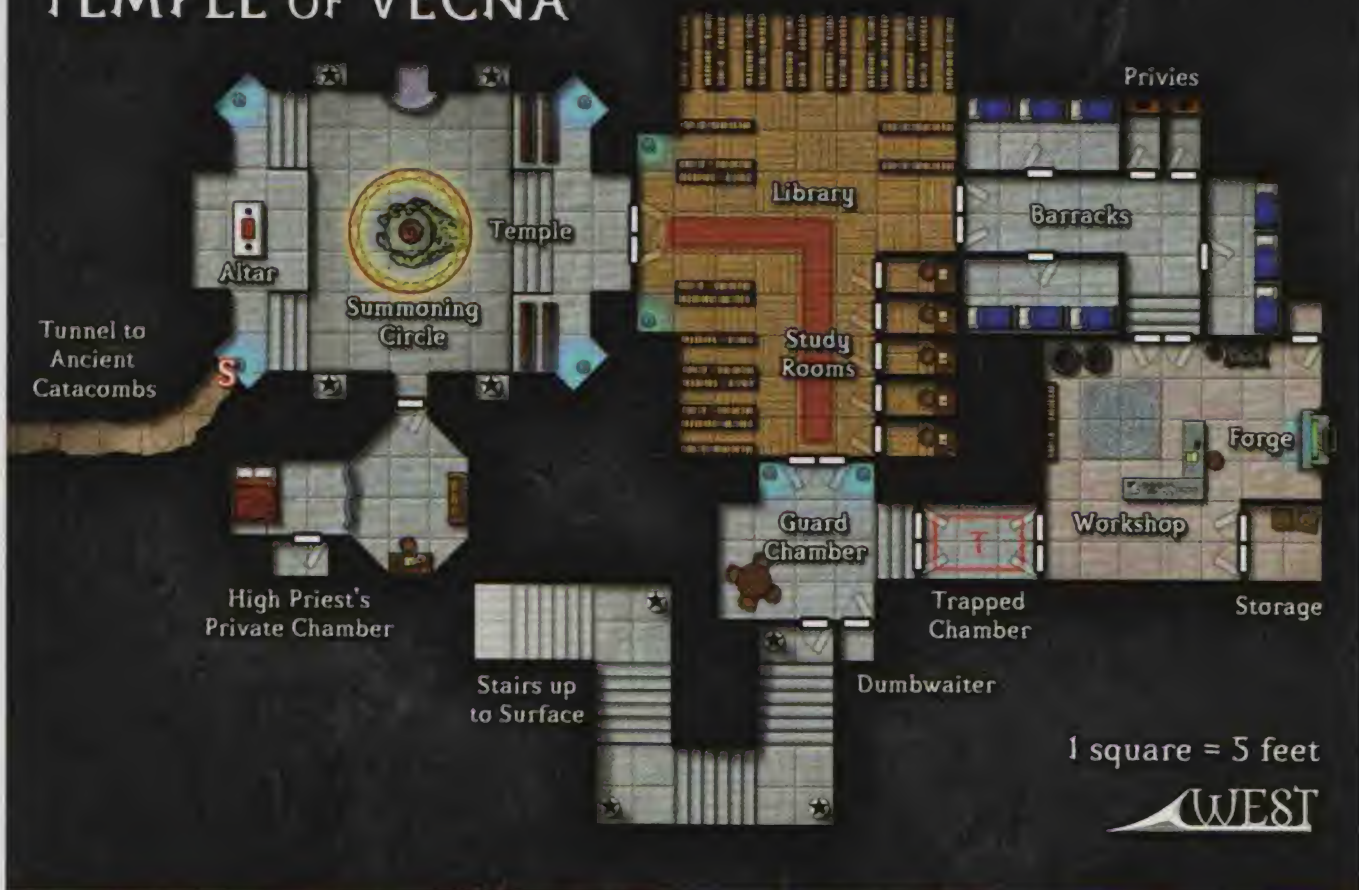 TEMPLE OF VECNA
Privies
Library
Barracks
Temple
Altar
Summoning
Circle
Tunnel to
Ancient
Catacombs
S
Study
Rooms
Forge
Guard
Chamber
T
Workshop
High Priest's
Private Chamber
Trapped
Chamber
Storage
Stairs up
to Surface
Dumbwaiter
1 square = 5 feet
WEST